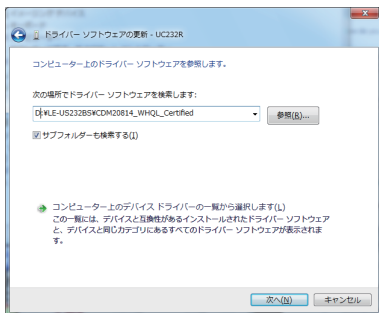 ドライバー ソフトウェアの更新 - UC232R
コンピューター上のドライバー ソフトウェアを参照します。
次の場所でドライバー ソフトウェアを検索します:
D:¥LE-US232BS¥CDM20814_WHQL_Certified
参照(R)...
サブフォルダーも検索する(I)
コンピューター上のデバイス ドライバーの一覧から選択します(L)
この一覧には、デバイスと互換性があるインストールされたドライバー ソフトウェア
と、デバイスと同じカテゴリにあるすべてのドライバー ソフトウェアが表示されま
す。
次へ(N)
キャンセル